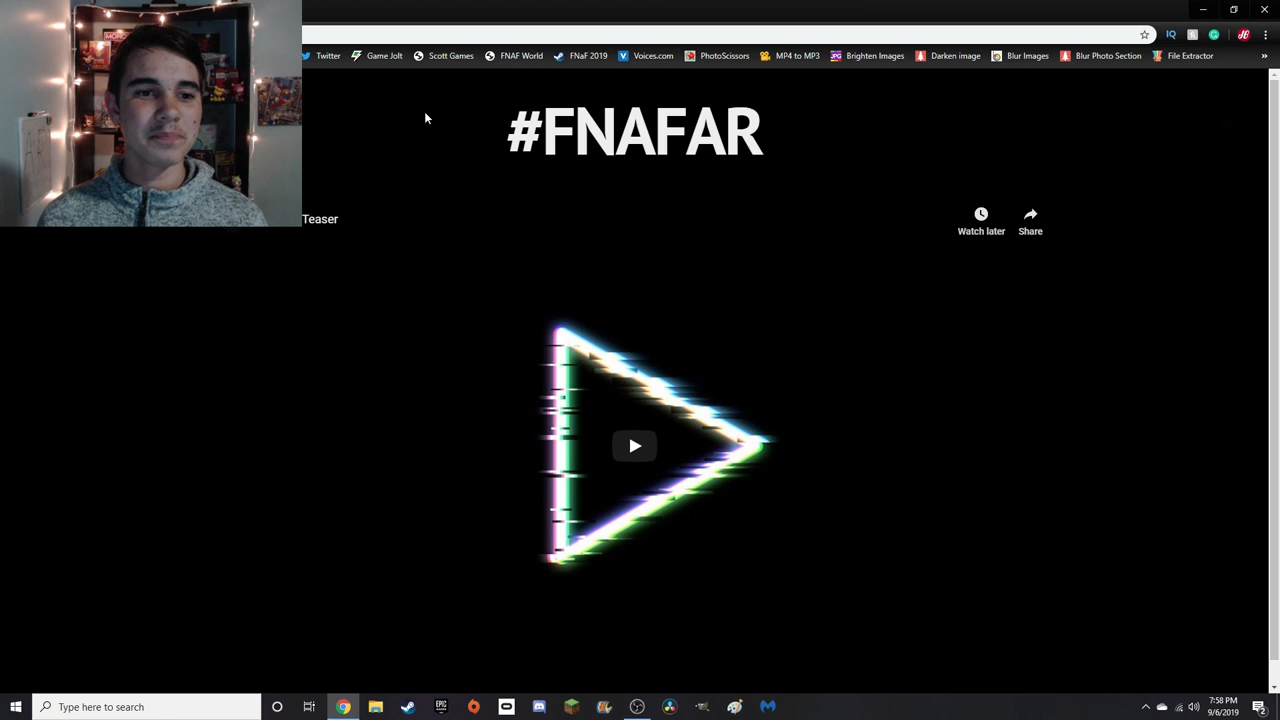 Twitter Game Jolt Scott Games FNAF World FNaF 2019 Voices.com PhotoScissors MP4 to MP3 Brighten Images Darken image Blur Images Blur Photo Section File Extractor
#FNAFAR
Teaser
Watch later Share
Type here to search
7:58 PM
9/6/2019